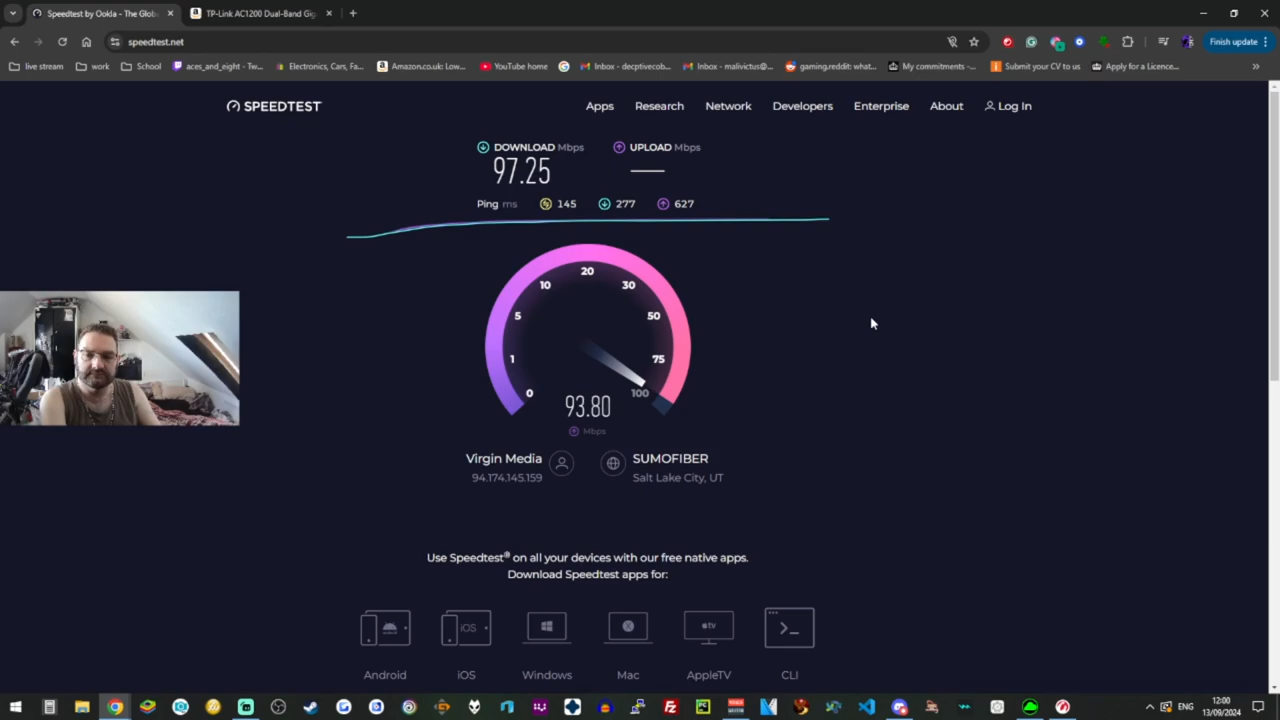 Speedtest by Ookla - The Glob
TP-Link AC1200 Dual-Band Gig
speedtest.net
Finish update
live stream
work
School
aces_and_eight - Tw...
Electronics, Cars, Fa...
Amazon.co.uk: Low...
YouTube home
Inbox - decptivecob...
Inbox - malivictus@...
gaming.reddit: what...
My commitments –...
Submit your CV to us
Apply for a Licence...
SPEEDTEST
Apps
Research
Network
Developers
Enterprise
About
Log In
DOWNLOAD Mbps
UPLOAD Mbps
97.25
Ping ms
145
277
627
0
1
5
10
20
30
50
75
100
93.80
Mbps
Virgin Media
94.174.145.159
SUMOFIBER
Salt Lake City, UT
Use Speedtest® on all your devices with our free native apps.
Download Speedtest apps for:
iOS
tv
Android
iOS
Windows
Mac
AppleTV
CLI
ENG
12:00
13/09/2024